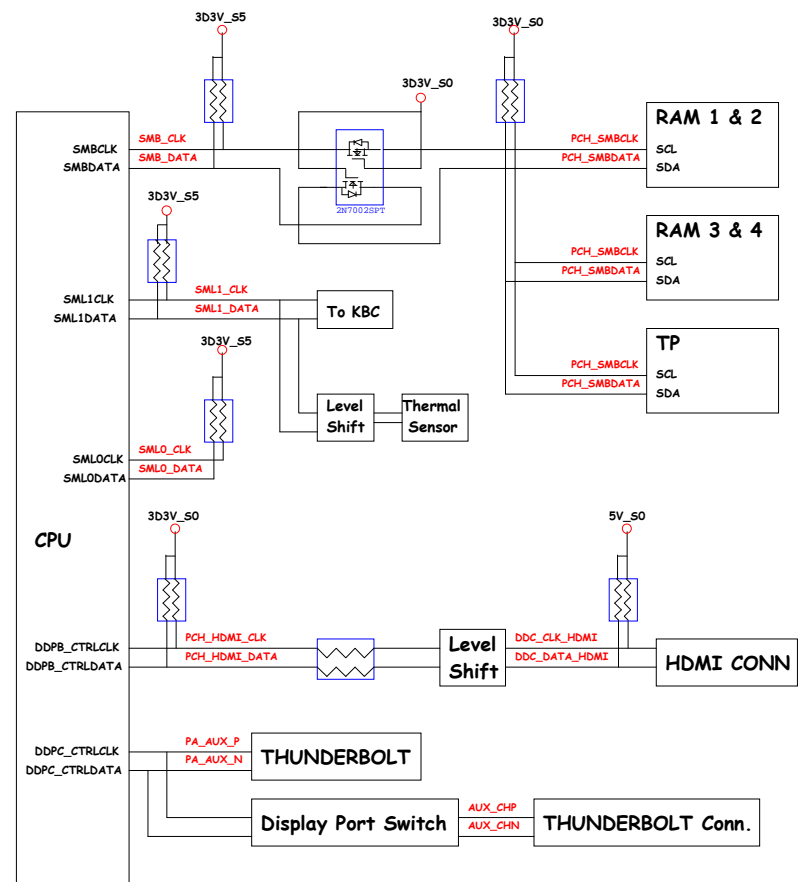 3D3V_S5
3D3V_S0
3D3V_S0
SMBCLK
SMBDATA
SMB_CLK
SMB_DATA
2N7002SPT
PCH_SMBCLK
PCH_SMBDATA
RAM 1 & 2
SCL
SDA
3D3V_S5
SML1CLK
SML1DATA
SML1_CLK
SML1_DATA
To KBC
PCH_SMBCLK
PCH_SMBDATA
RAM 3 & 4
SCL
SDA
3D3V_S5
Level
Shift
Thermal
Sensor
PCH_SMBCLK
PCH_SMBDATA
TP
SCL
SDA
SML0CLK
SML0DATA
SML0_CLK
SML0_DATA
CPU
3D3V_S0
5V_S0
DDPB_CTRLCLK
DDPB_CTRLDATA
PCH_HDMI_CLK
PCH_HDMI_DATA
Level
Shift
DDC_CLK_HDMI
DDC_DATA_HDMI
HDMI CONN
DDPC_CTRLCLK
DDPC_CTRLDATA
PA_AUX_P
PA_AUX_N
THUNDERBOLT
Display Port Switch
AUX_CHP
AUX_CHN
THUNDERBOLT Conn.